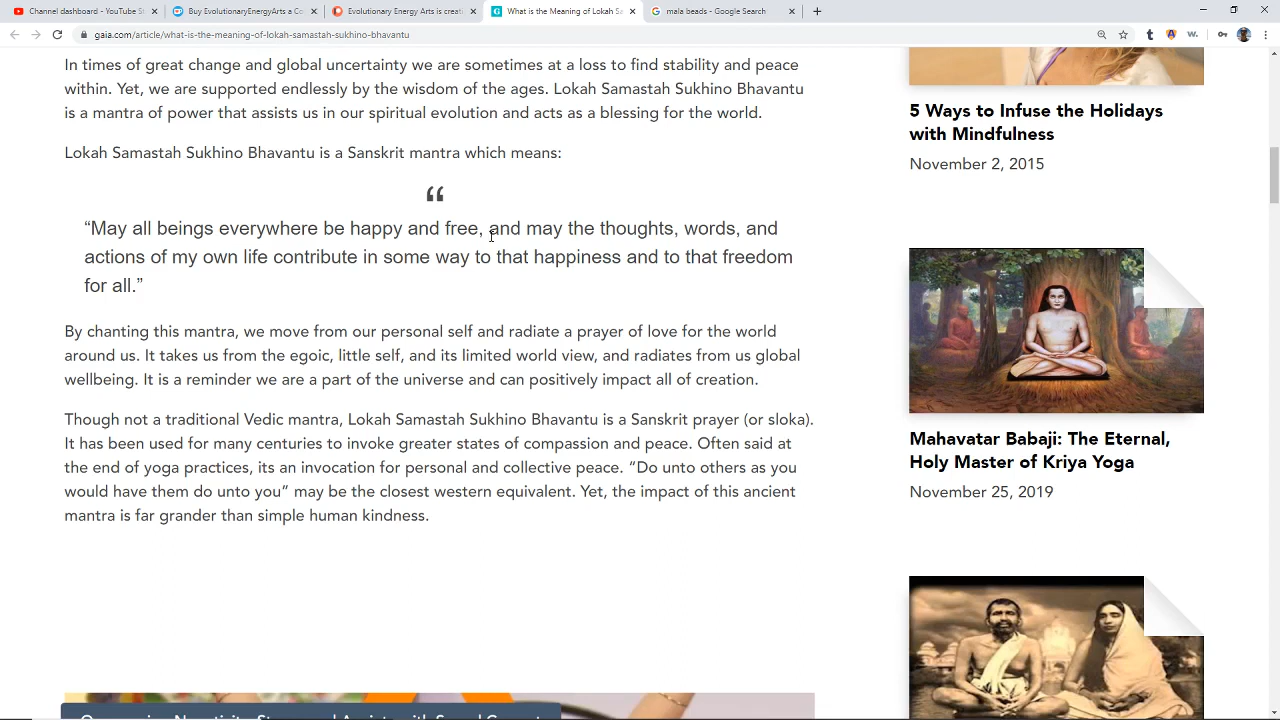 Channel dashboard - YouTube St
Buy EvolutionaryEnergyArts a Co
Evolutionary Energy Arts is creat
What is the Meaning of Lokah Sa
mala beads - Google Search
gaia.com/article/what-is-the-meaning-of-lokah-samastah-sukhino-bhavantu
In times of great change and global uncertainty we are sometimes at a loss to find stability and peace
within. Yet, we are supported endlessly by the wisdom of the ages. Lokah Samastah Sukhino Bhavantu
is a mantra of power that assists us in our spiritual evolution and acts as a blessing for the world.
Lokah Samastah Sukhino Bhavantu is a Sanskrit mantra which means:
“
“May all beings everywhere be happy and free, and may the thoughts, words, and
actions of my own life contribute in some way to that happiness and to that freedom
for all.”
By chanting this mantra, we move from our personal self and radiate a prayer of love for the world
around us. It takes us from the egoic, little self, and its limited world view, and radiates from us global
wellbeing. It is a reminder we are a part of the universe and can positively impact all of creation.
Though not a traditional Vedic mantra, Lokah Samastah Sukhino Bhavantu is a Sanskrit prayer (or sloka).
It has been used for many centuries to invoke greater states of compassion and peace. Often said at
the end of yoga practices, its an invocation for personal and collective peace. “Do unto others as you
would have them do unto you” may be the closest western equivalent. Yet, the impact of this ancient
mantra is far grander than simple human kindness.
5 Ways to Infuse the Holidays
with Mindfulness
November 2, 2015
Mahavatar Babaji: The Eternal,
Holy Master of Kriya Yoga
November 25, 2019